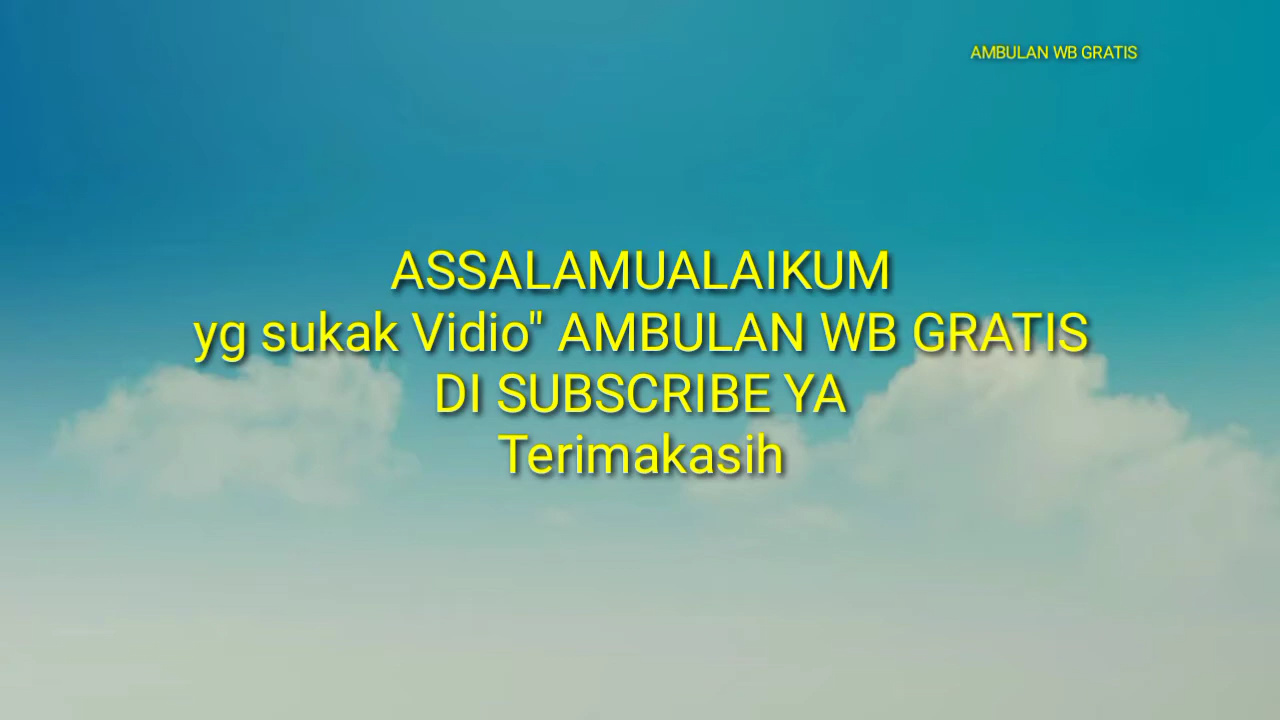 AMBULAN WB GRATIS
ASSALAMUALAIKUM
yg sukak Vidio" AMBULAN WB GRATIS
DI SUBSCRIBE YA
Terimakasih